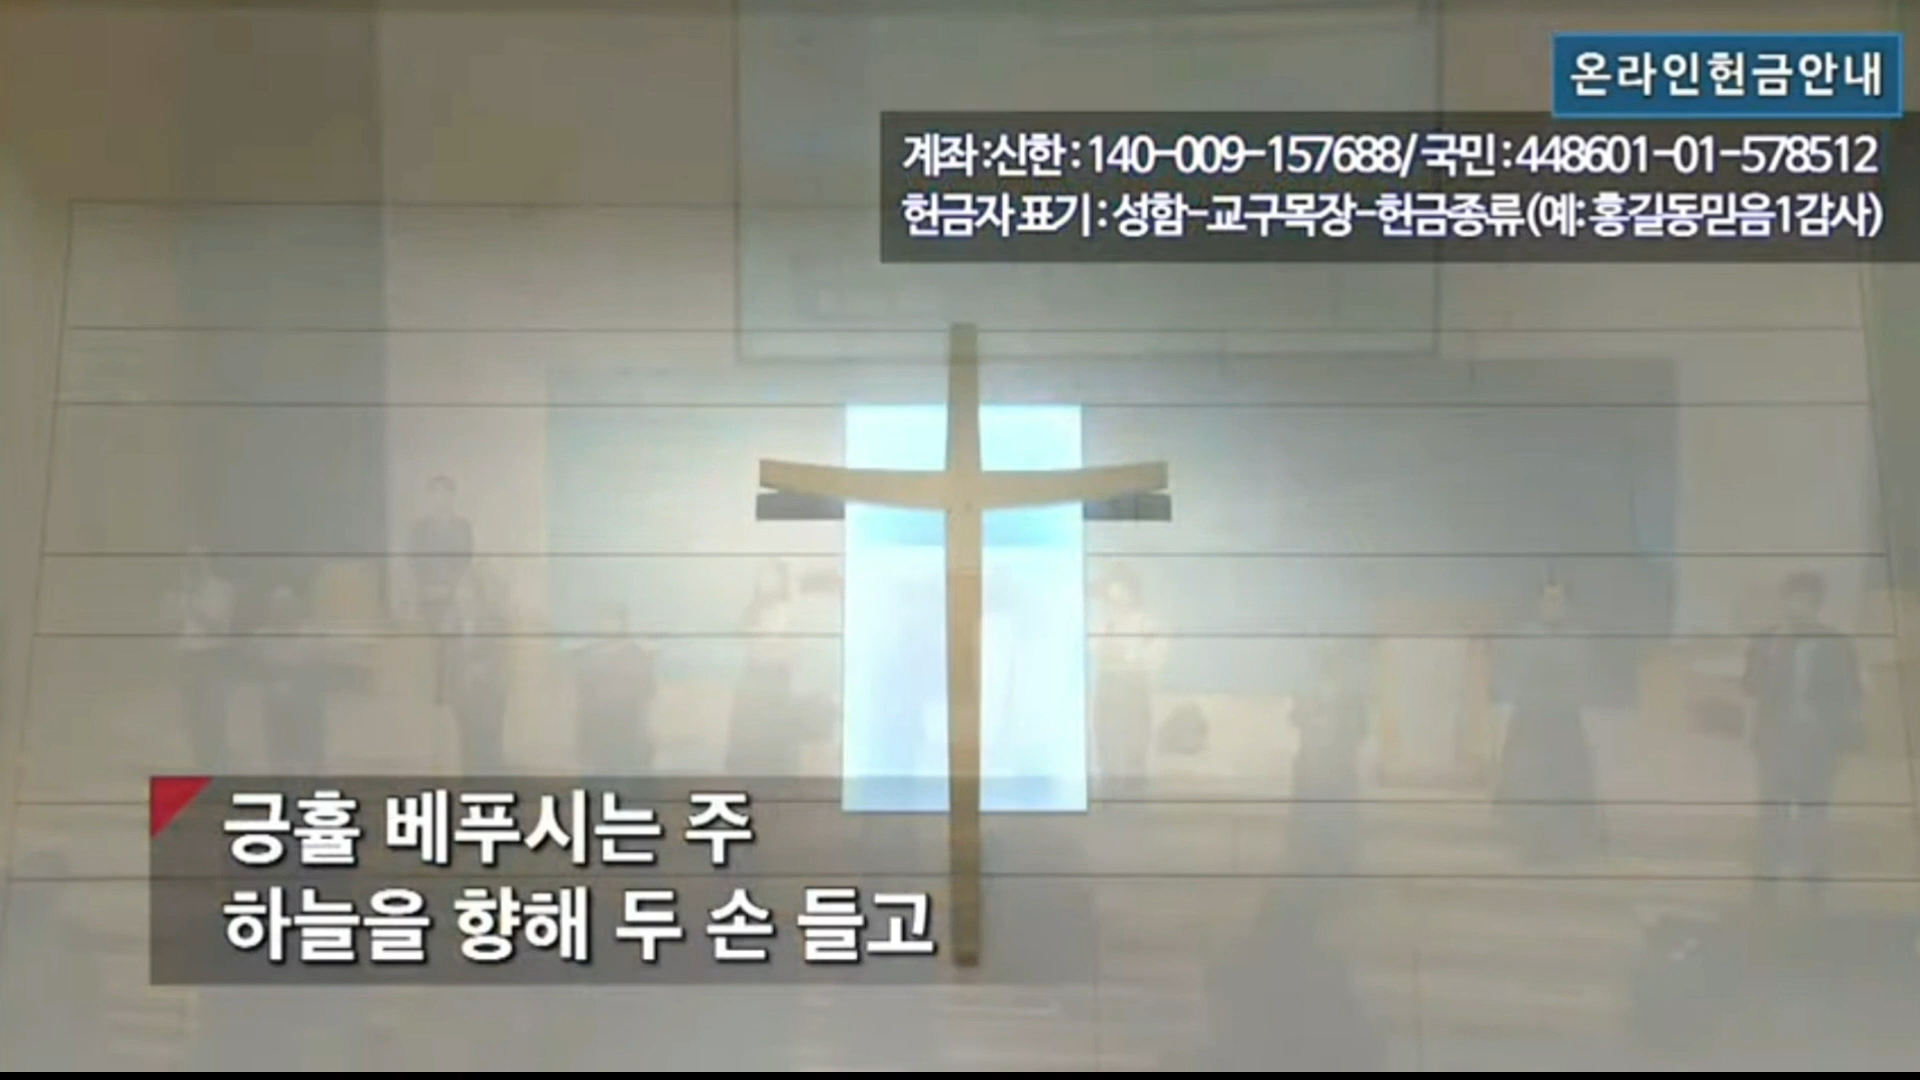 온라인헌금안내
계좌:신한:140-009-157688/국민:448601-01-578512
헌금자 표기:성함-교구목장-헌금종류(예:홍길동믿음1감사)
긍휼 베푸시는 주
하늘을 향해 두 손 들고